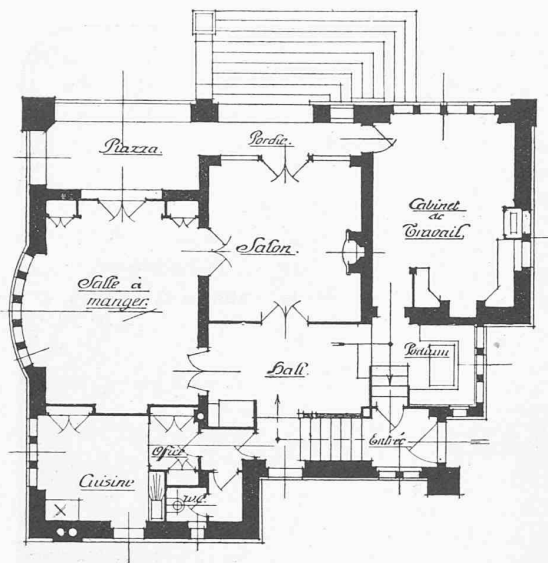 Piazza.
Portic.
Cabinet
de
Travail.
Salon.
Salle à
manger.
Hall.
Podium
Entrée
Office
Cuisine
W.C.